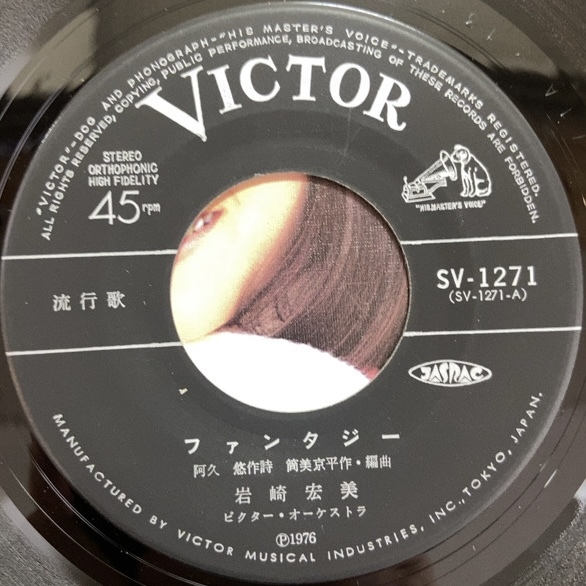 "VICTOR"-"DOG AND PHONOGRAPH-"HIS MASTER'S VOICE"-TRADEMARKS REGISTERED.
ALL RIGHTS RESERVED, COPYING, PUBLIC PERFORMANCE, BROADCASTING OF THESE RECORDS ARE FORBIDDEN.
VICTOR
STEREO
ORTHOPHONIC
HIGH FIDELITY
45 rpm
"HIS MASTER'S VOICE"
流行歌
SV-1271
(SV-1271-A)
JASRAC
ファンタジー
阿久 悠作詩 筒美京平作・編曲
岩崎宏美
ビクター・オーケストラ
Ⓟ1976
MANUFACTURED BY VICTOR MUSICAL INDUSTRIES, INC., TOKYO, JAPAN.